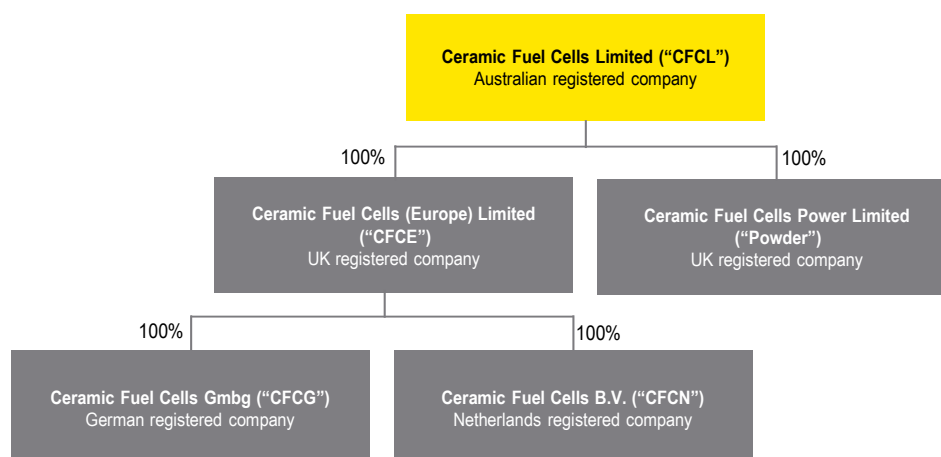 Ceramic Fuel Cells Limited (“CFCL”)
Australian registered company
100%
100%
Ceramic Fuel Cells (Europe) Limited
(“CFCE”)
UK registered company
Ceramic Fuel Cells Power Limited
(“Powder”)
UK registered company
100%
100%
Ceramic Fuel Cells Gmbg (“CFCG”)
German registered company
Ceramic Fuel Cells B.V. (“CFCN”)
Netherlands registered company